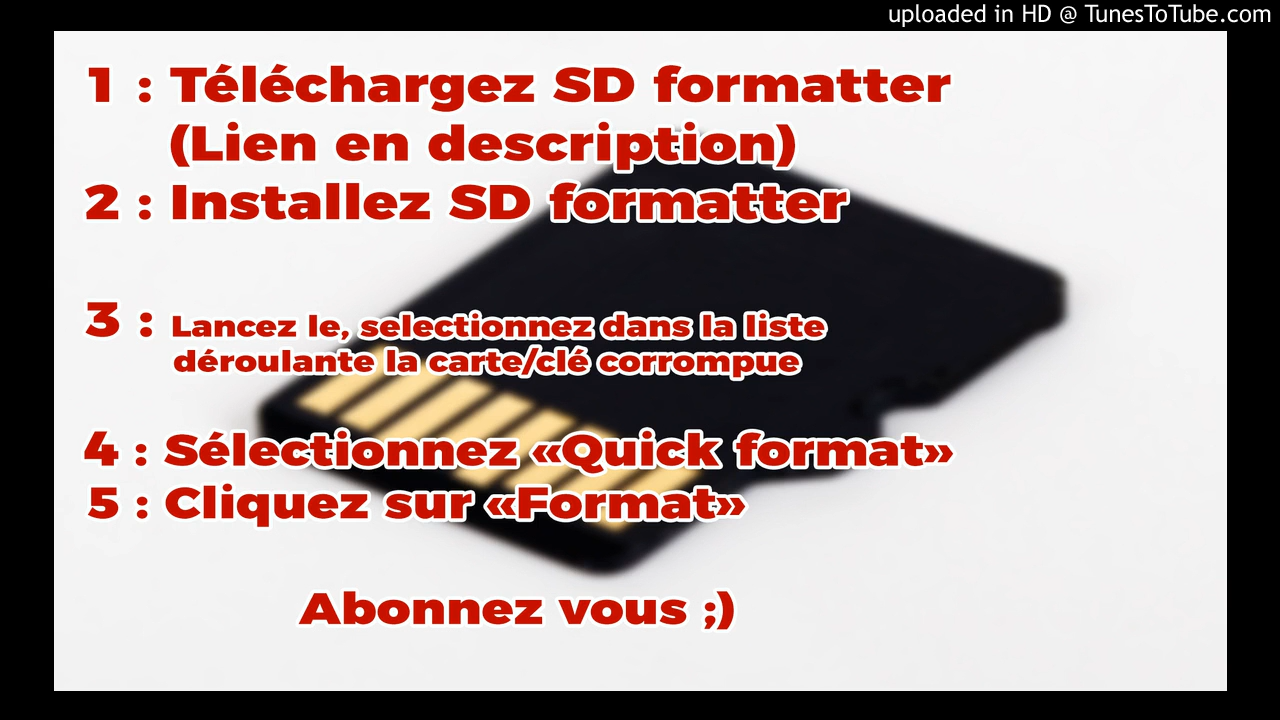 uploaded in HD @ TunesToTube.com
1 : Téléchargez SD formatter
(Lien en description)
2 : Installez SD formatter
3 : Lancez le, selectionnez dans la liste
déroulante la carte/clé corrompue
4 : Sélectionnez «Quick format»
5 : Cliquez sur «Format»
Abonnez vous ;)